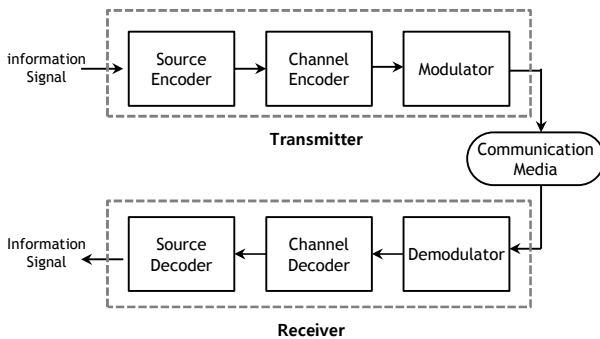 information
Signal
Source
Encoder
Channel
Encoder
Modulator
Transmitter
Communication
Media
Information
Signal
Source
Decoder
Channel
Decoder
Demodulator
Receiver